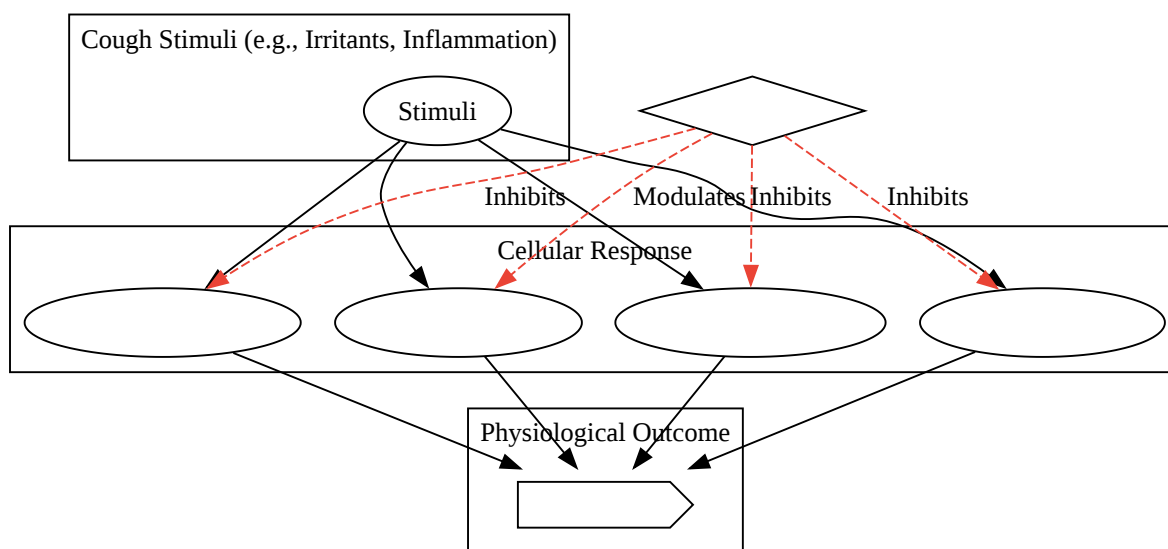 Cough Stimuli (e.g., Irritants, Inflammation)
Stimuli
Inhibits
Modulates
Inhibits
Inhibits
Cellular Response
Physiological Outcome